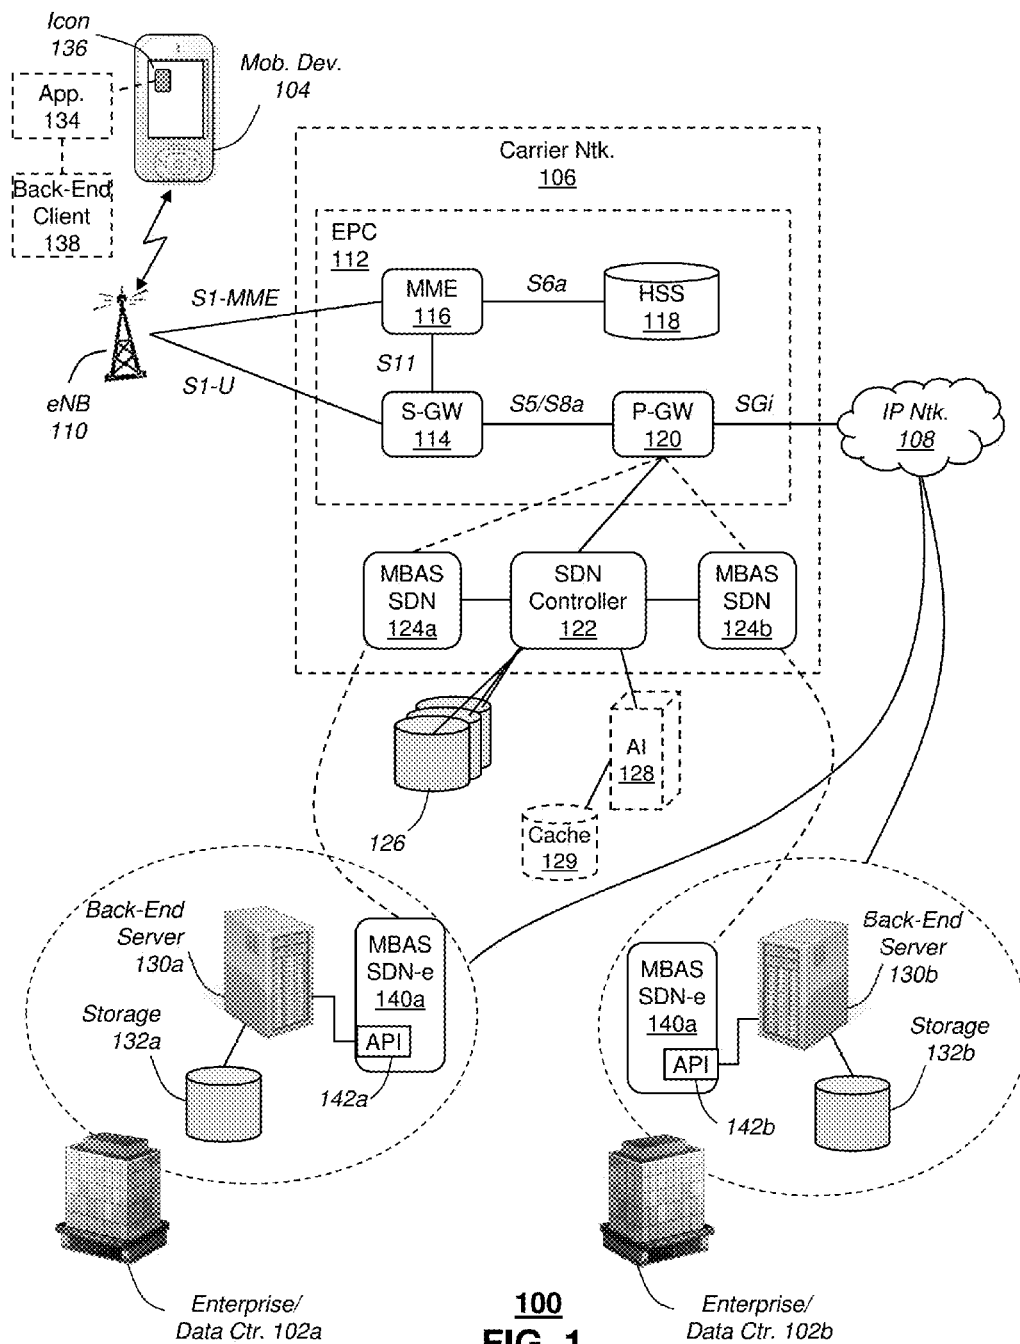 Icon
136
Mob. Dev.
104
App.
134
Back-End
Client
138
Carrier Ntk.
106
EPC
112
MME
116
S6a
HSS
118
S1-MME
S11
S1-U
eNB
110
S-GW
114
S5/S8a
P-GW
120
SGi
IP Ntk.
108
MBAS
SDN
124a
SDN
Controller
122
MBAS
SDN
124b
126
AI
128
Cache
129
Back-End
Server
130a
MBAS
SDN-e
140a
API
142a
Storage
132a
Back-End
Server
130b
MBAS
SDN-e
140a
API
142b
Storage
132b
Enterprise/
Data Ctr. 102a
100
FIG. 1
Enterprise/
Data Ctr. 102b